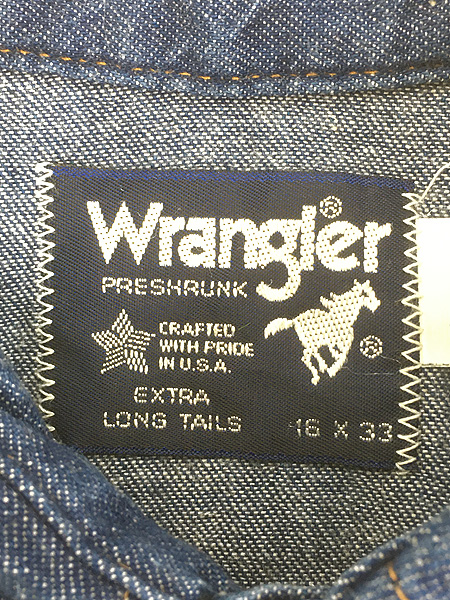 Wrangler®
PRESHRUNK
CRAFTED
WITH PRIDE
IN U.S.A.
®
EXTRA
LONG TAILS
16 X 33